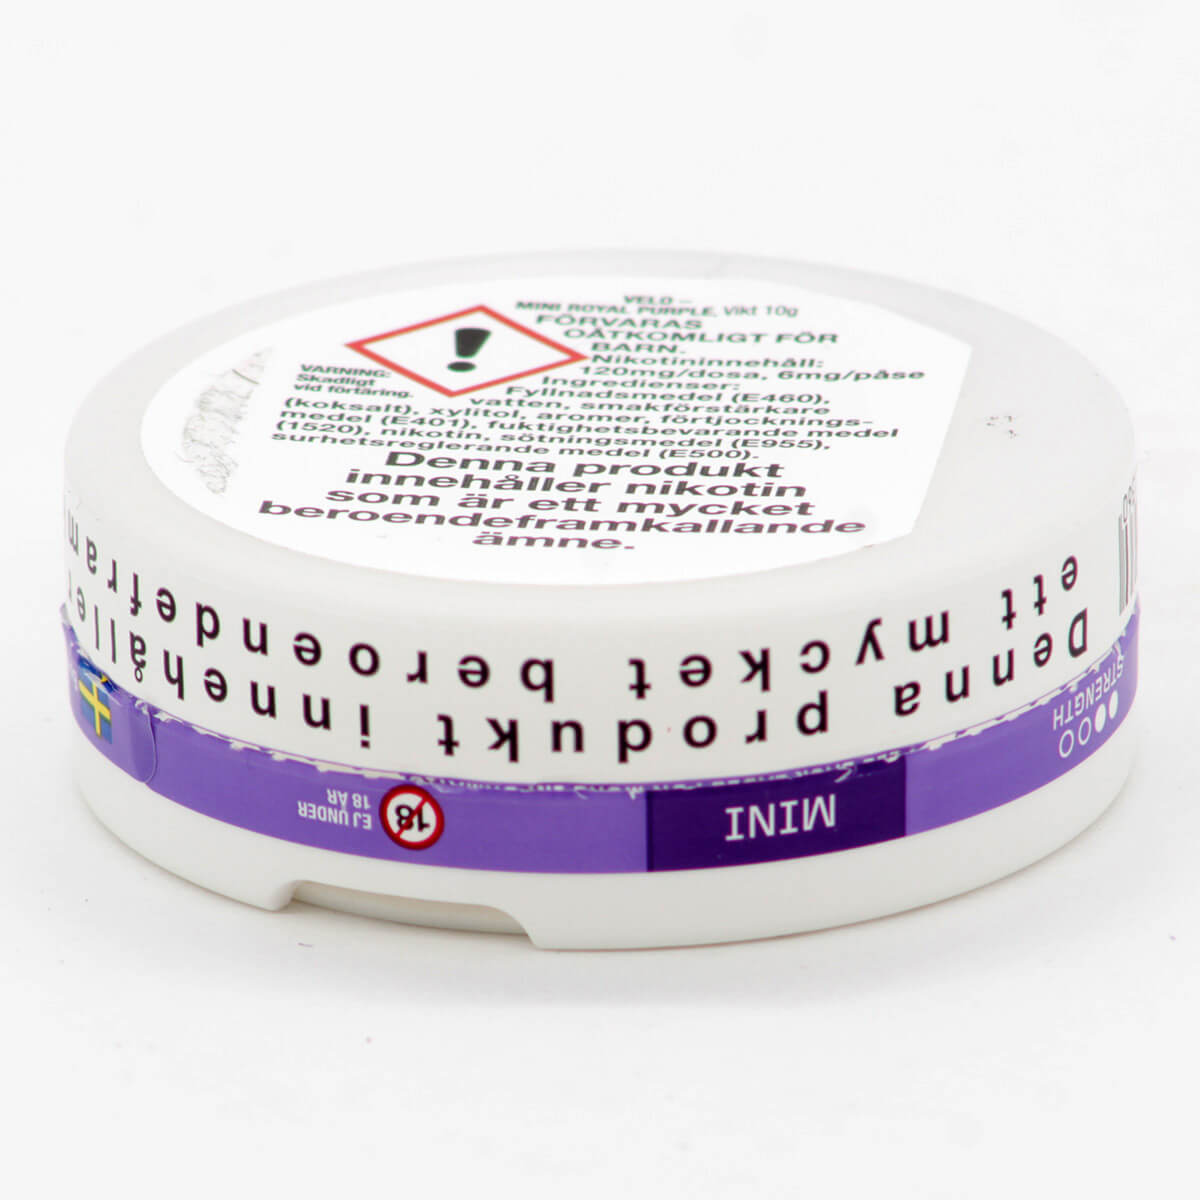 VELO –
MINI ROYAL PURPLE, Vikt 10g
FÖRVARAS
OÅTKOMLIGT FÖR
BARN.
Nikotininnehåll:
120mg/dosa, 6mg/påse
VARNING:
Skadligt
vid förtäring.
Ingredienser:
Fyllnadsmedel (E460),
vatten, smakförstärkare
(koksalt), xylitol, aromer, förtjocknings-
medel (E401), fuktighetsbevarande medel
(1520), nikotin, sötningsmedel (E955),
surhetsreglerande medel (E500).
Denna produkt
innehåller nikotin
som är ett mycket
beroendeframkallande
ämne.
Denna produkt innehåller
ett mycket beroendefram
STRENGTH
MINI
18
EJ UNDER
18 ÅR